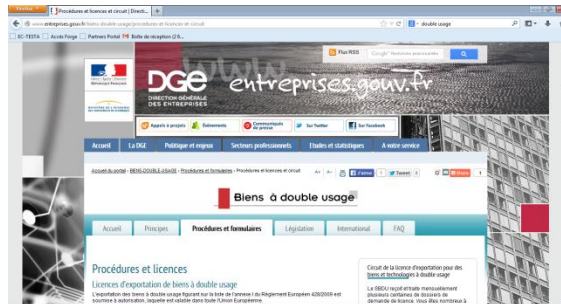 Procédures et licences et circuit | Directi...
www.entreprises.gouv.fr/biens-double-usage/procedures-et-licences-et-circuit
double usage
Accès Forge
Partners Portal
Boîte de réception (2 fi...
Flux RSS
DGE
www
entreprises.gouv.fr
DIRECTION GÉNÉRALE
DES ENTREPRISES
Appels à projets
Événements
Communiqués
de presse
Sur Twitter
Sur Facebook
Accueil
La DGE
Politique et enjeux
Secteurs professionnels
Etudes et statistiques
A votre service
Accueil du portail › BIENS-DOUBLE-USAGE › Procédures et formulaires › Procédures et licences et circuit
J'aime
Tweet
Biens à double usage
Accueil
Principes
Procédures et formulaires
Législation
International
FAQ
Procédures et licences
Licences d'exportation de biens à double usage
L'exportation des biens à double usage figurant sur la liste de l'annexe I du Règlement Européen 428/2009 est
soumise à autorisation, laquelle est valable dans toute l'Union Européenne.
Circuit de la licence d'exportation pour des
biens et technologies à double usage
Le SBDU reçoit et traite mensuellement
plusieurs centaines de dossiers de
demande de licence. Vous êtes nombreux à